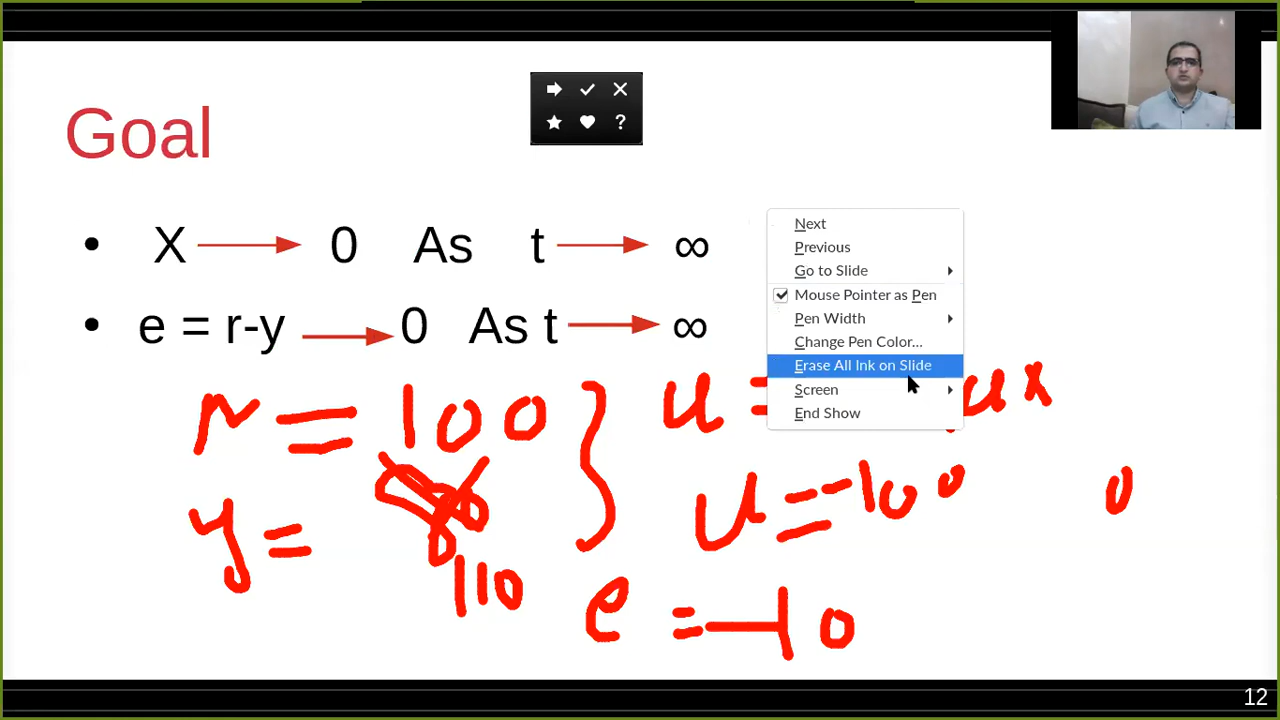 Goal
• X → 0 As t → ∞
• e = r-y → 0 As t → ∞
Next
Previous
Go to Slide
Mouse Pointer as Pen
Pen Width
Change Pen Color...
Erase All Ink on Slide
Screen
End Show
r = 100
y =
110
u =
ux
u = -100
0
e = -10
12